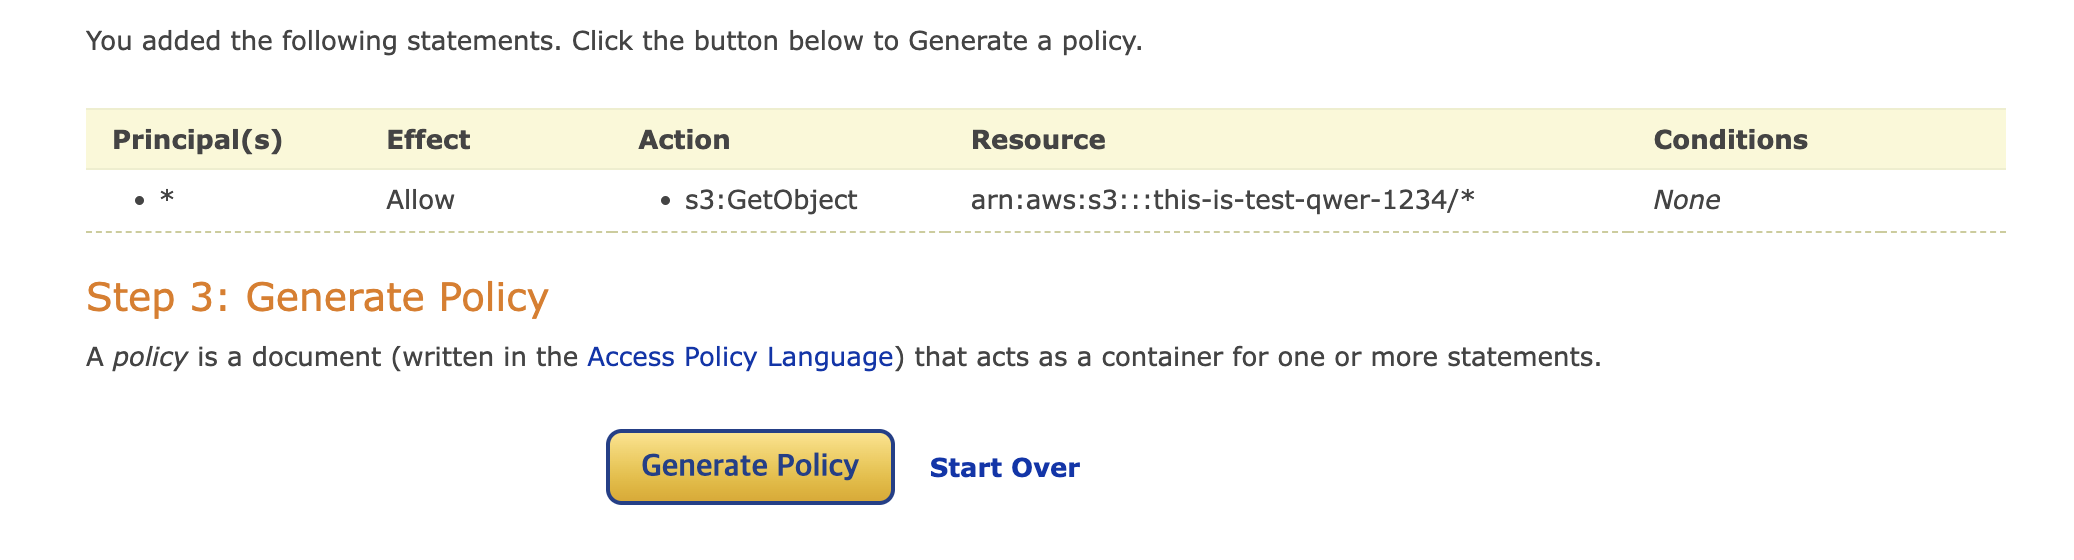 You added the following statements. Click the button below to Generate a policy.
Principal(s) Effect Action Resource Conditions
• * Allow • s3:GetObject arn:aws:s3:::this-is-test-qwer-1234/* None
Step 3: Generate Policy
A policy is a document (written in the Access Policy Language) that acts as a container for one or more statements.
Generate Policy Start Over